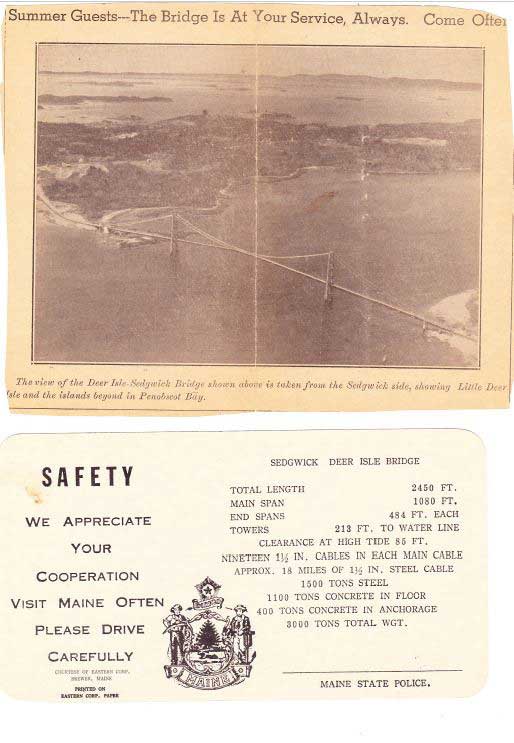 Summer Guests---The Bridge Is At Your Service, Always. Come Often
The view of the Deer Isle-Sedgwick Bridge shown above is taken from the Sedgwick side, showing Little Deer
Isle and the islands beyond in Penobscot Bay.
SAFETY
WE APPRECIATE
YOUR
COOPERATION
VISIT MAINE OFTEN
PLEASE DRIVE
CAREFULLY
COURTESY OF EASTERN CORP.
BREWER, MAINE
PRINTED ON
EASTERN CORP. PAPER
MAINE
SEDGWICK DEER ISLE BRIDGE
TOTAL LENGTH 2450 FT.
MAIN SPAN 1080 FT.
END SPANS 484 FT. EACH
TOWERS 213 FT. TO WATER LINE
CLEARANCE AT HIGH TIDE 85 FT.
NINETEEN 1½ IN. CABLES IN EACH MAIN CABLE
APPROX. 18 MILES OF 1½ IN. STEEL CABLE
1500 TONS STEEL
1100 TONS CONCRETE IN FLOOR
400 TONS CONCRETE IN ANCHORAGE
3000 TONS TOTAL WGT.
MAINE STATE POLICE.